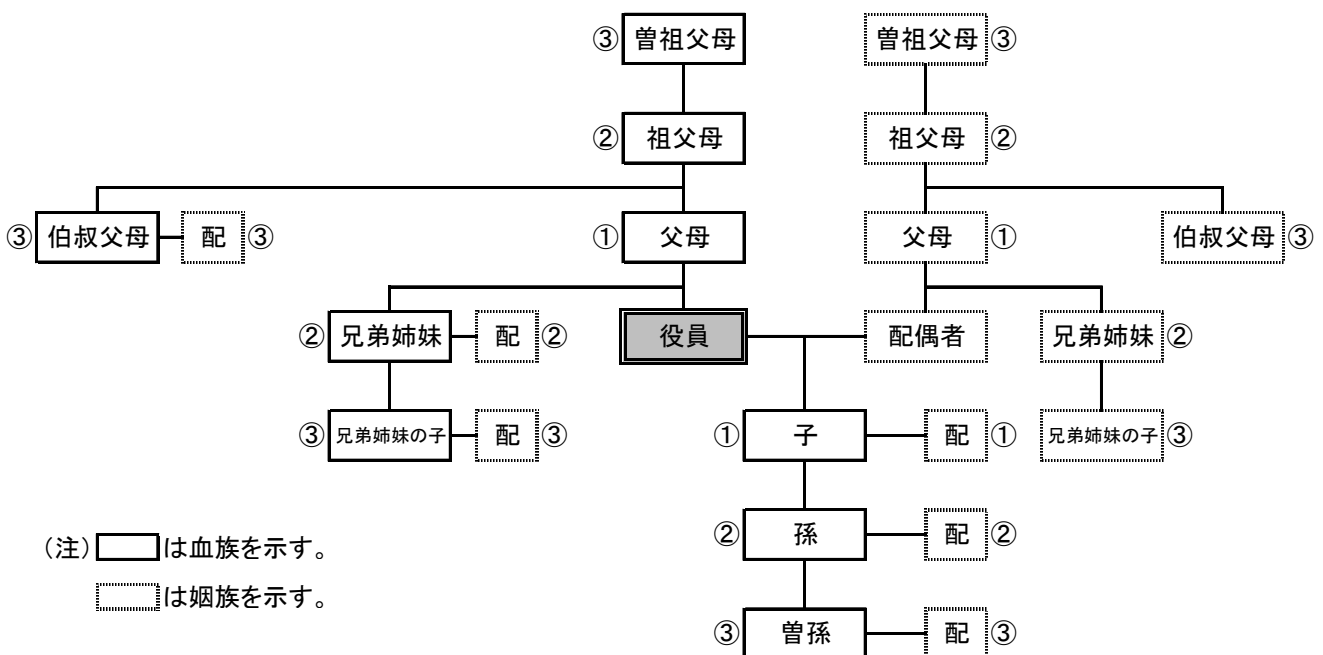 ③ 曽祖父母 曽祖父母 ③
② 祖父母 祖父母 ②
③ 伯叔父母 配 ③ ① 父母 父母 ① 伯叔父母 ③
② 兄弟姉妹 配 ② 役員 配偶者 兄弟姉妹 ②
③ 兄弟姉妹の子 配 ③ ① 子 配 ① 兄弟姉妹の子 ③
② 孫 配 ②
(注) は血族を示す。
は姻族を示す。
③ 曽孫 配 ③